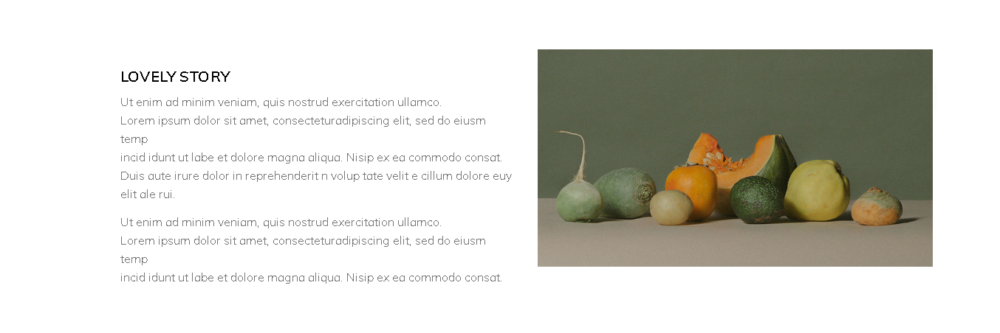 LOVELY STORY
Ut enim ad minim veniam, quis nostrud exercitation ullamco.
Lorem ipsum dolor sit amet, consecteturadipiscing elit, sed do eiusm
temp
incid idunt ut labe et dolore magna aliqua. Nisip ex ea commodo consat.
Duis aute irure dolor in reprehenderit n volup tate velit e cillum dolore euy
elit ale rui.
Ut enim ad minim veniam, quis nostrud exercitation ullamco.
Lorem ipsum dolor sit amet, consecteturadipiscing elit, sed do eiusm
temp
incid idunt ut labe et dolore magna aliqua. Nisip ex ea commodo consat.